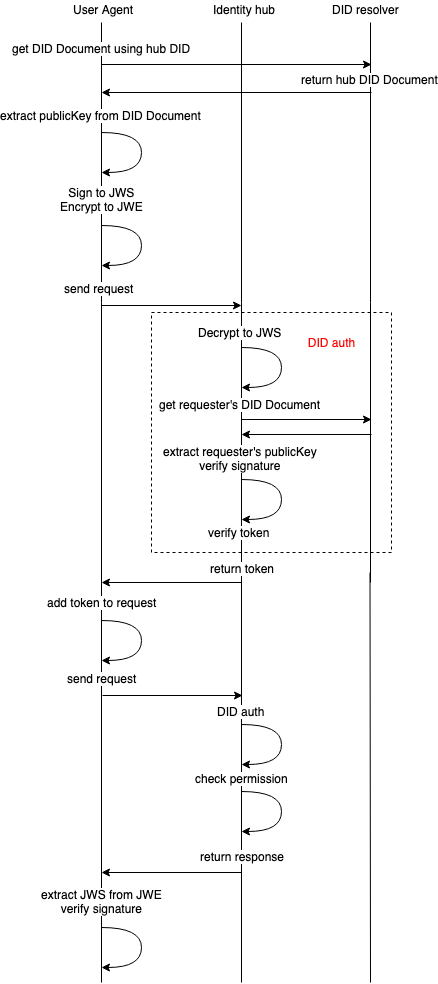 User Agent
Identity hub
DID resolver
get DID Document using hub DID
return hub DID Document
extract publicKey from DID Document
Sign to JWS
Encrypt to JWE
send request
Decrypt to JWS
DID auth
get requester's DID Document
extract requester's publicKey
verify signature
verify token
return token
add token to request
send request
DID auth
check permission
return response
extract JWS from JWE
verify signature